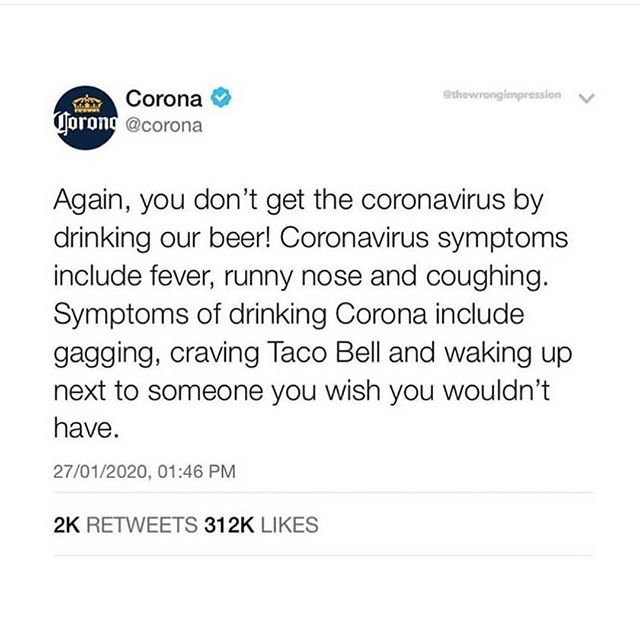 Corona
@thewrongimpression
Corona
@corona
Again, you don't get the coronavirus by
drinking our beer! Coronavirus symptoms
include fever, runny nose and coughing.
Symptoms of drinking Corona include
gagging, craving Taco Bell and waking up
next to someone you wish you wouldn't
have.
27/01/2020, 01:46 PM
2K RETWEETS 312K LIKES